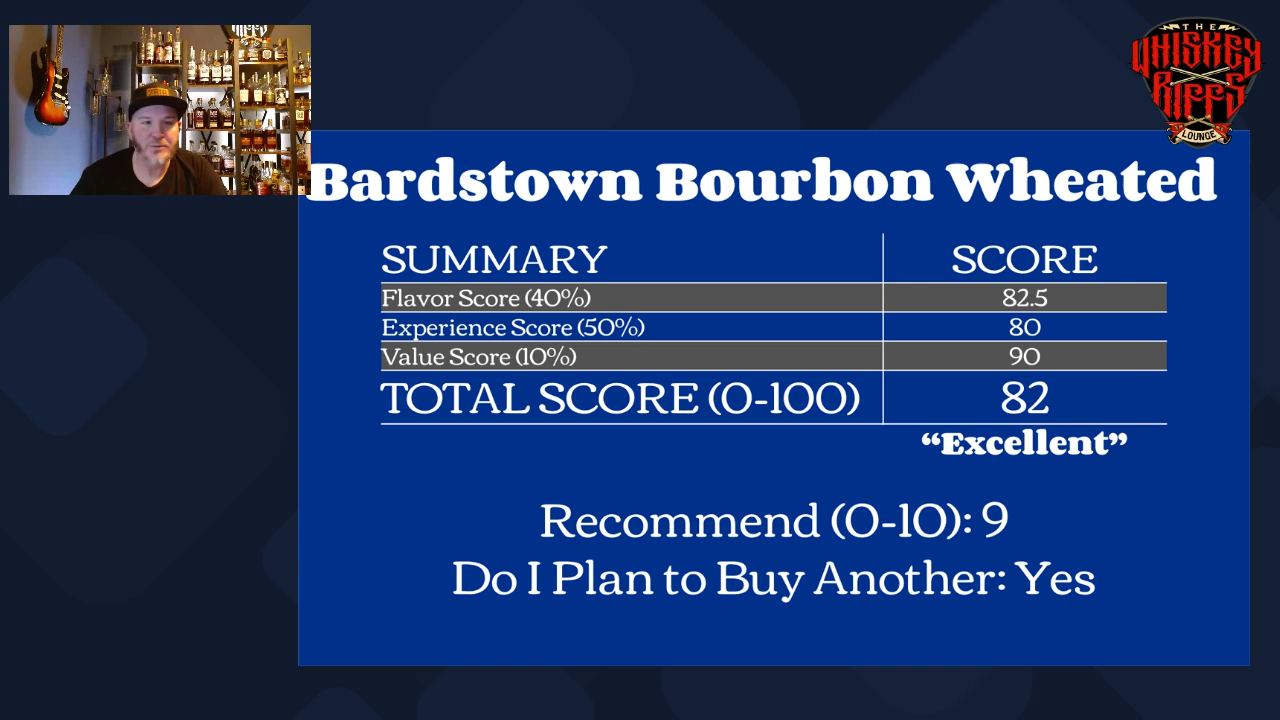 THE
WHISKEY
RIFFS
LOUNGE
Bardstown Bourbon Wheated
SUMMARY SCORE
Flavor Score (40%) 82.5
Experience Score (50%) 80
Value Score (10%) 90
TOTAL SCORE (0-100) 82
“Excellent”
Recommend (0-10): 9
Do I Plan to Buy Another: Yes